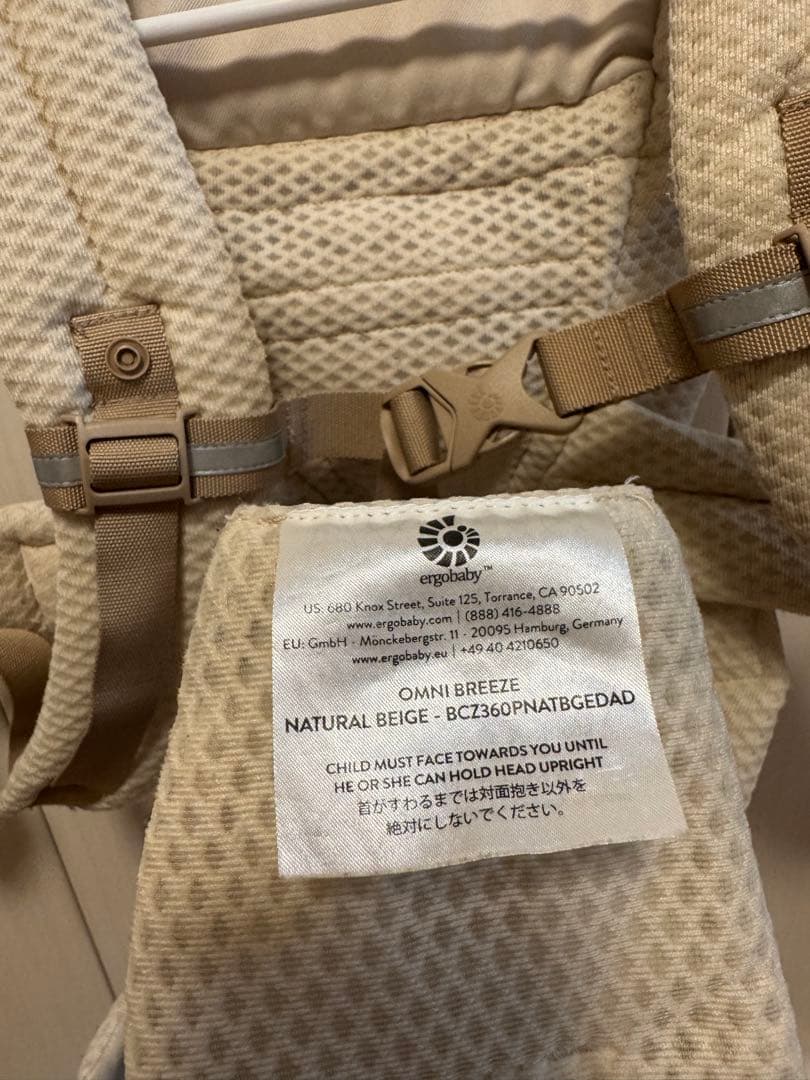 ergobaby™
US: 680 Knox Street, Suite 125, Torrance, CA 90502
www.ergobaby.com | (888) 416-4888
EU: GmbH - Mönckebergstr. 11 - 20095 Hamburg, Germany
www.ergobaby.eu | +49 40 4210650
OMNI BREEZE
NATURAL BEIGE - BCZ360PNATBGEDAD
CHILD MUST FACE TOWARDS YOU UNTIL
HE OR SHE CAN HOLD HEAD UPRIGHT
首がすわるまでは対面抱き以外を
絶対にしないでください。